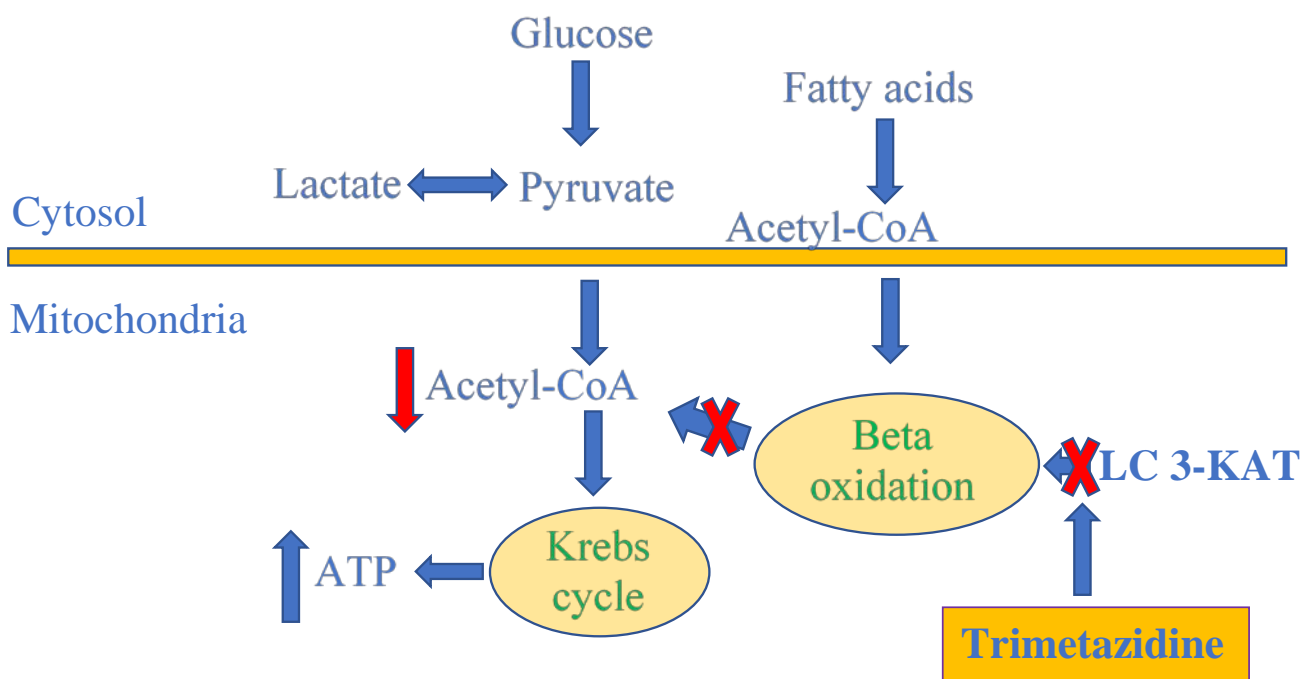 Glucose
Fatty acids
Lactate
Pyruvate
Cytosol
Acetyl-CoA
Mitochondria
Acetyl-CoA
Beta
oxidation
LC 3-KAT
Krebs
cycle
ATP
Trimetazidine